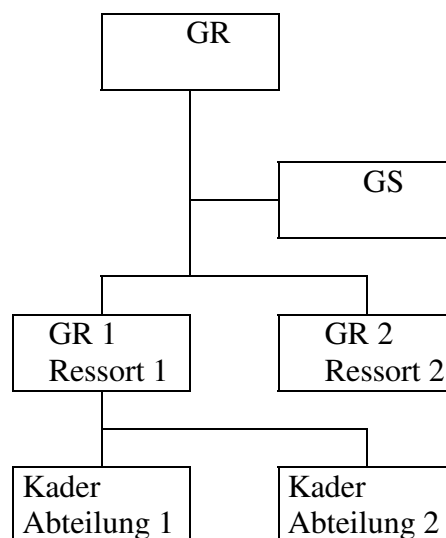 GR
GS
GR 1
Ressort 1
GR 2
Ressort 2
Kader
Abteilung 1
Kader
Abteilung 2